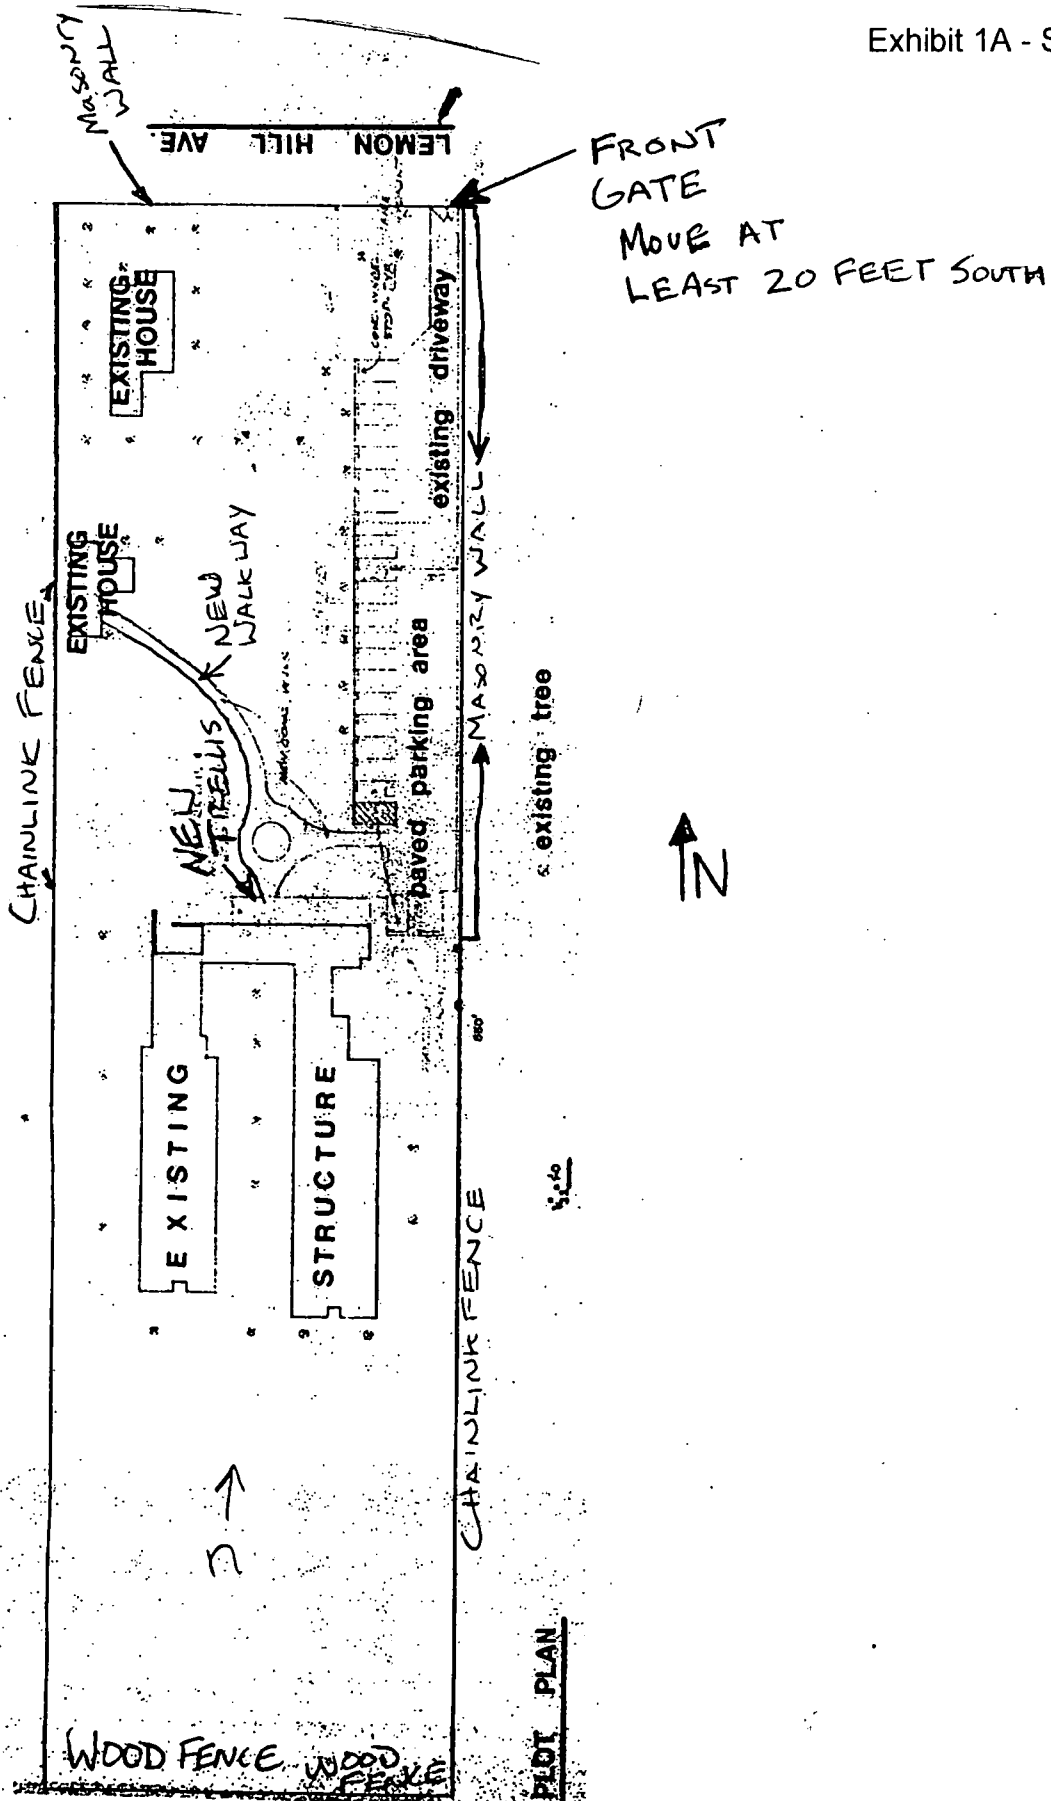 Exhibit 1A - S
MASONRY
WALL
LEMON HILL AVE.
FRONT
GATE
MOVE AT
LEAST 20 FEET SOUTH
EXISTING
HOUSE
existing driveway
EXISTING
HOUSE
NEW
WALKWAY
CHAINLINK FENCE
MASONRY WALL
paved parking area
NEW
TRELLIS
existing tree
N
EXISTING
STRUCTURE
660'
CHAINLINK FENCE
n
PLOT PLAN
WOOD FENCE
WOOD
FENCE